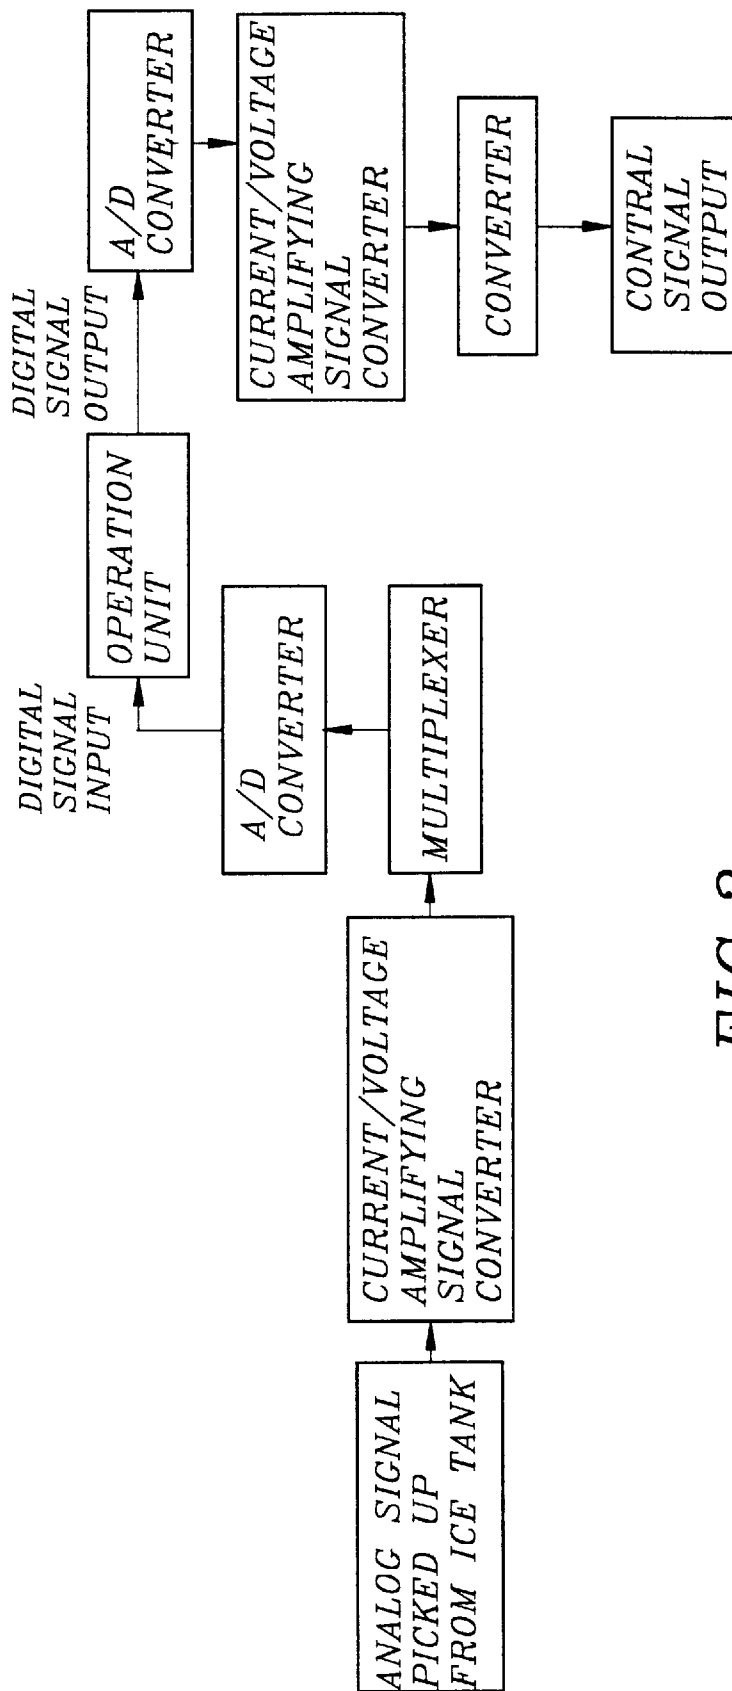 ANALOG SIGNAL
PICKED UP
FROM ICE TANK
CURRENT/VOLTAGE
AMPLIFYING
SIGNAL
CONVERTER
MULTIPLEXER
A/D
CONVERTER
DIGITAL
SIGNAL
INPUT
OPERATION
UNIT
DIGITAL
SIGNAL
OUTPUT
A/D
CONVERTER
CURRENT/VOLTAGE
AMPLIFYING
SIGNAL
CONVERTER
CONVERTER
CONTRAL
SIGNAL
OUTPUT